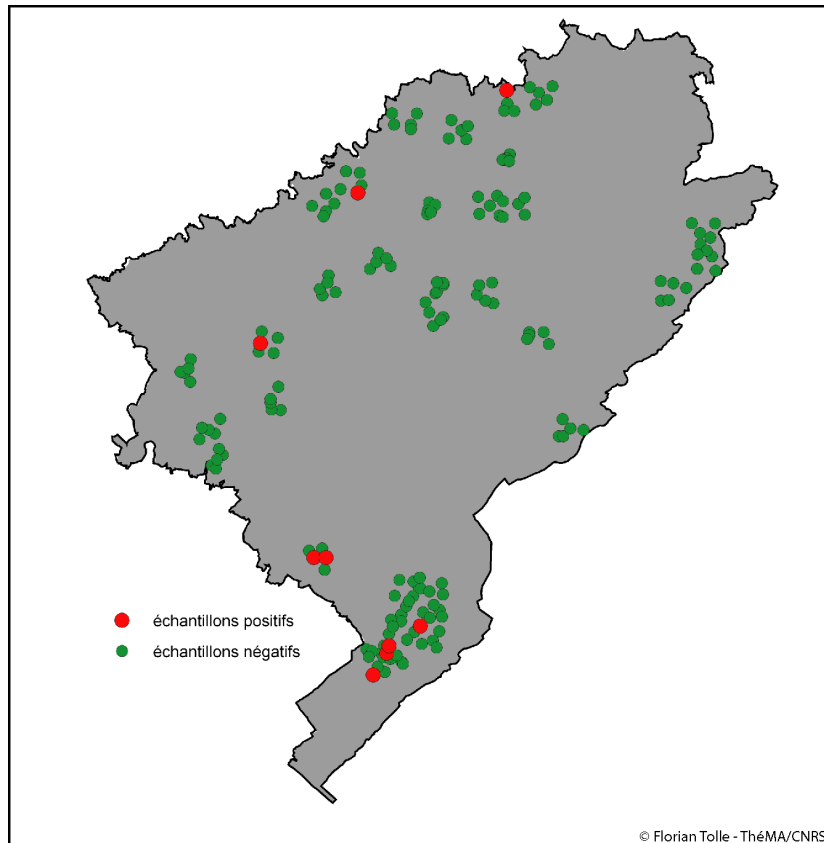 échantillons positifs
échantillons négatifs
© Florian Tolle - ThéMA/CNRS